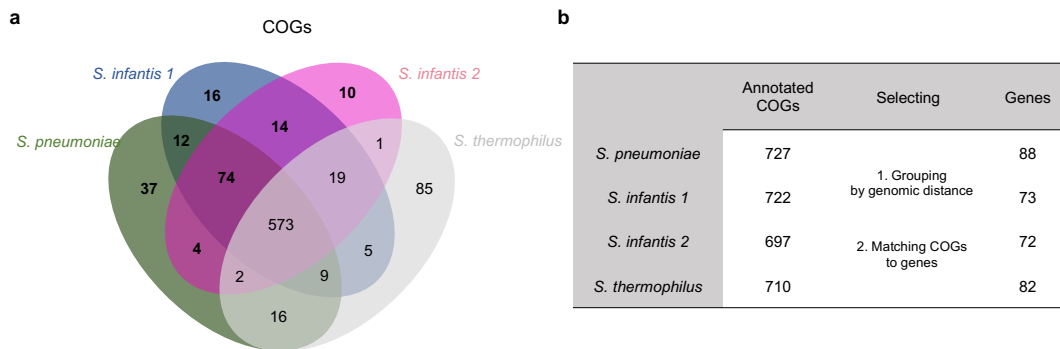 a
COGs
S. infantis 1
S. infantis 2
S. pneumoniae
S. thermophilus
16
10
14
12
1
37
74
19
85
573
4
5
2
9
16
b
Annotated COGs Selecting Genes
S. pneumoniae 727 88
1. Grouping
by genomic distance
S. infantis 1 722 73
S. infantis 2 697 72
2. Matching COGs
to genes
S. thermophilus 710 82